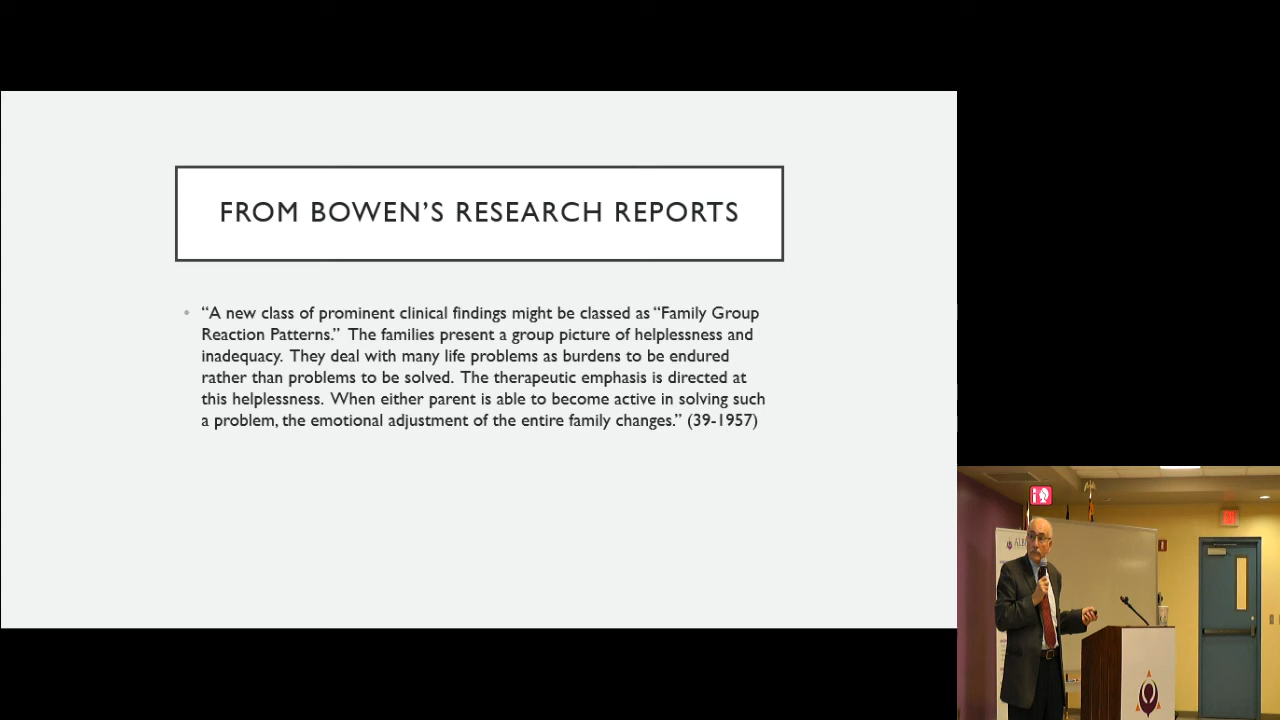 FROM BOWEN’S RESEARCH REPORTS
• “A new class of prominent clinical findings might be classed as “Family Group
Reaction Patterns.” The families present a group picture of helplessness and
inadequacy. They deal with many life problems as burdens to be endured
rather than problems to be solved. The therapeutic emphasis is directed at
this helplessness. When either parent is able to become active in solving such
a problem, the emotional adjustment of the entire family changes.” (39-1957)